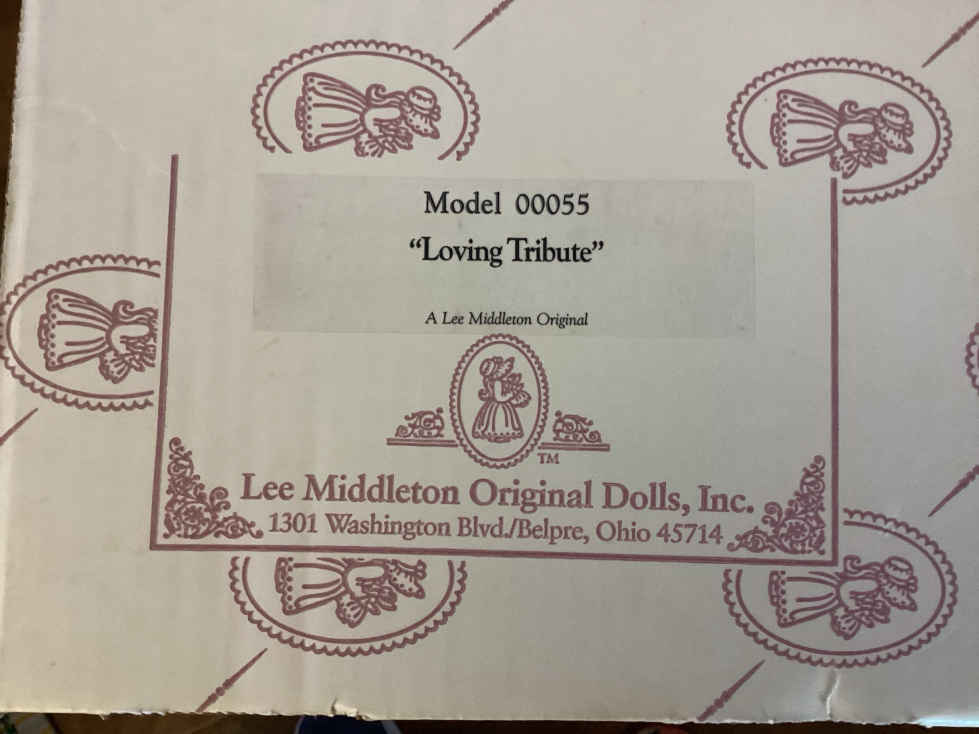 Model 00055
“Loving Tribute”
A Lee Middleton Original
TM
Lee Middleton Original Dolls, Inc.
1301 Washington Blvd./Belpre, Ohio 45714